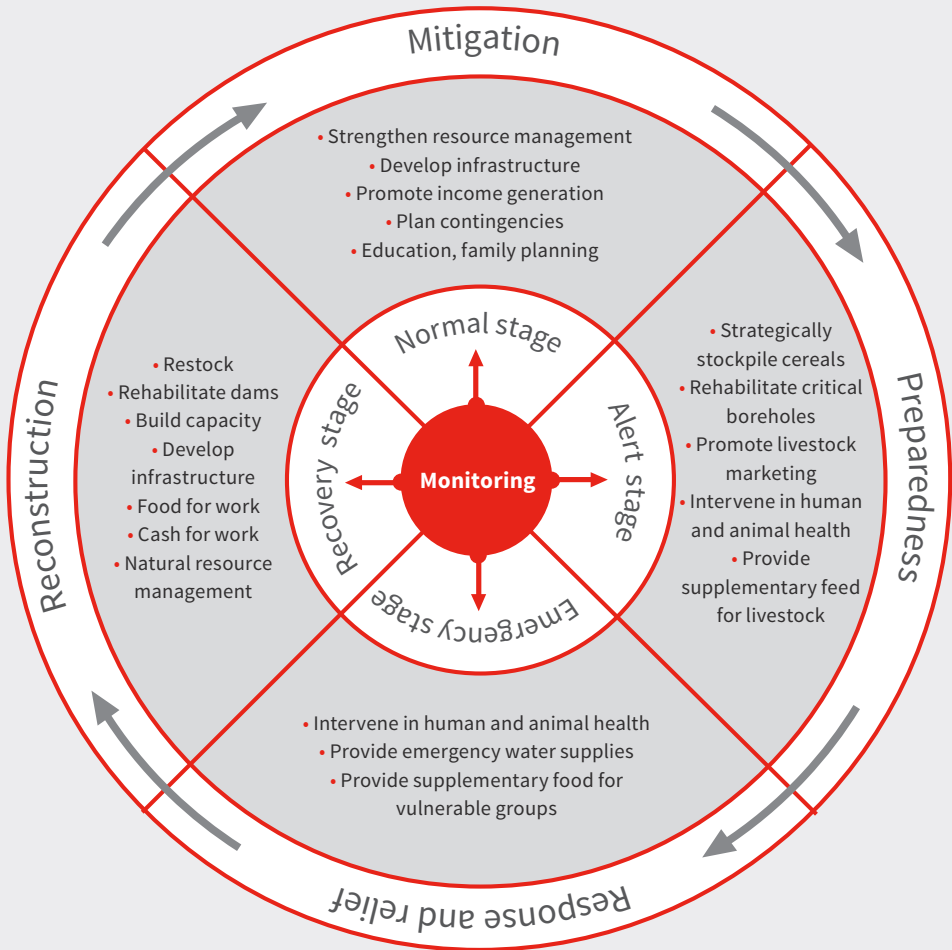 Mitigation
• Strengthen resource management
• Develop infrastructure
• Promote income generation
• Plan contingencies
• Education, family planning
Normal stage
Preparedness
• Strategically
stockpile cereals
• Rehabilitate critical
boreholes
• Promote livestock
marketing
• Intervene in human
and animal health
• Provide
supplementary feed
for livestock
Alert stage
Response and relief
• Intervene in human and animal health
• Provide emergency water supplies
• Provide supplementary food for
vulnerable groups
Emergency stage
Reconstruction
• Restock
• Rehabilitate dams
• Build capacity
• Develop
infrastructure
• Food for work
• Cash for work
• Natural resource
management
Recovery stage
Monitoring